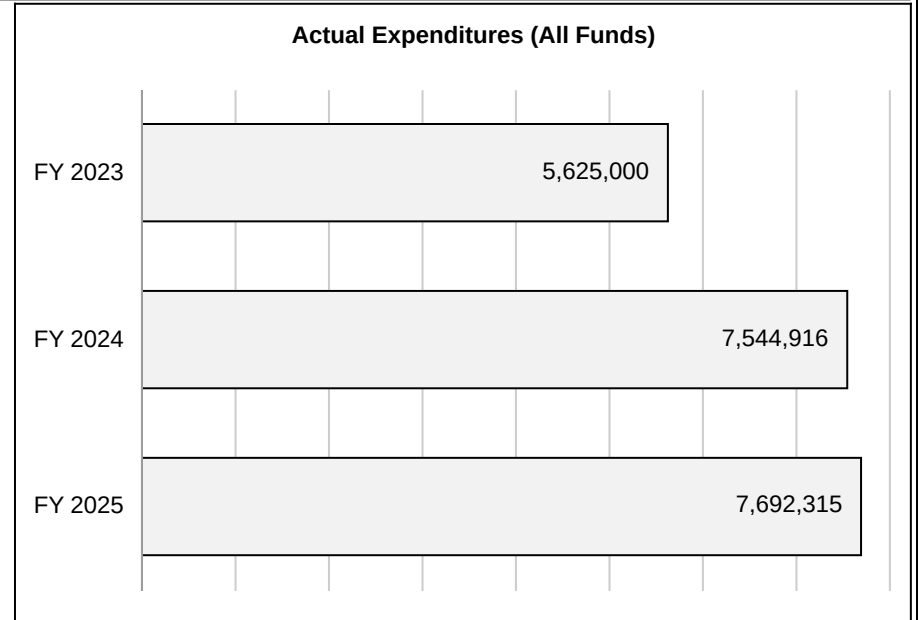 Actual Expenditures (All Funds)
FY 2023 5,625,000
FY 2024 7,544,916
FY 2025 7,692,315